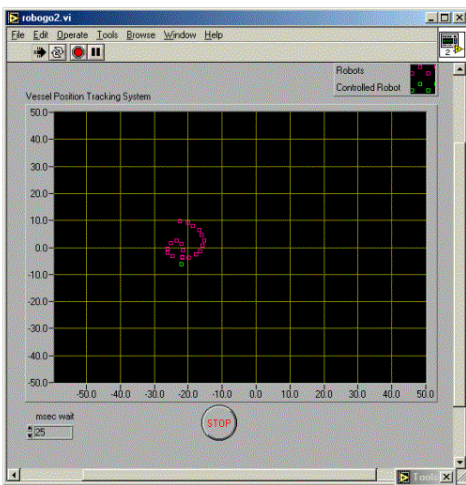 robogo2.vi
File Edit Operate Tools Browse Window Help
2
Robots
Controlled Robot
Vessel Position Tracking System
50.0
40.0
30.0
20.0
10.0
0.0
-10.0
-20.0
-30.0
-40.0
-50.0
-50.0 -40.0 -30.0 -20.0 -10.0 0.0 10.0 20.0 30.0 40.0 50.0
msec wait
25
STOP
Tools